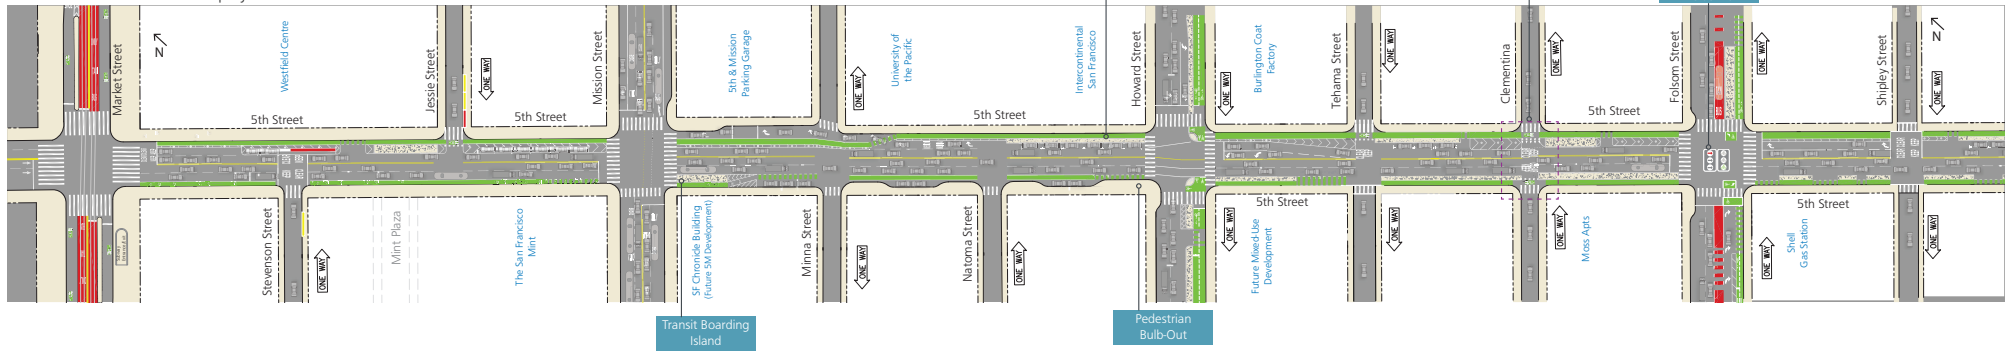 Market Street
N
Westfield Centre
5th Street
Jessie Street
ONE WAY
5th Street
Mission Street
5th & Mission
Parking Garage
ONE WAY
University of
the Pacific
5th Street
Intercontinental
San Francisco
Howard Street
ONE WAY
Burlington Coat
Factory
Tehama Street
ONE WAY
Clementina
ONE WAY
5th Street
Folsom Street
ONE WAY
Shipley Street
N
ONE WAY
Stevenson Street
ONE WAY
Mint Plaza
The San Francisco
Mint
SF Chronicle Building
(Future 5M Development)
Minna Street
ONE WAY
Natoma Street
ONE WAY
ONE WAY
5th Street
Future Mixed-Use
Development
ONE WAY
ONE WAY
Moss Apts
ONE WAY
5th Street
Shell
Gas Station
ONE WAY
Transit Boarding
Island
Pedestrian
Bulb-Out